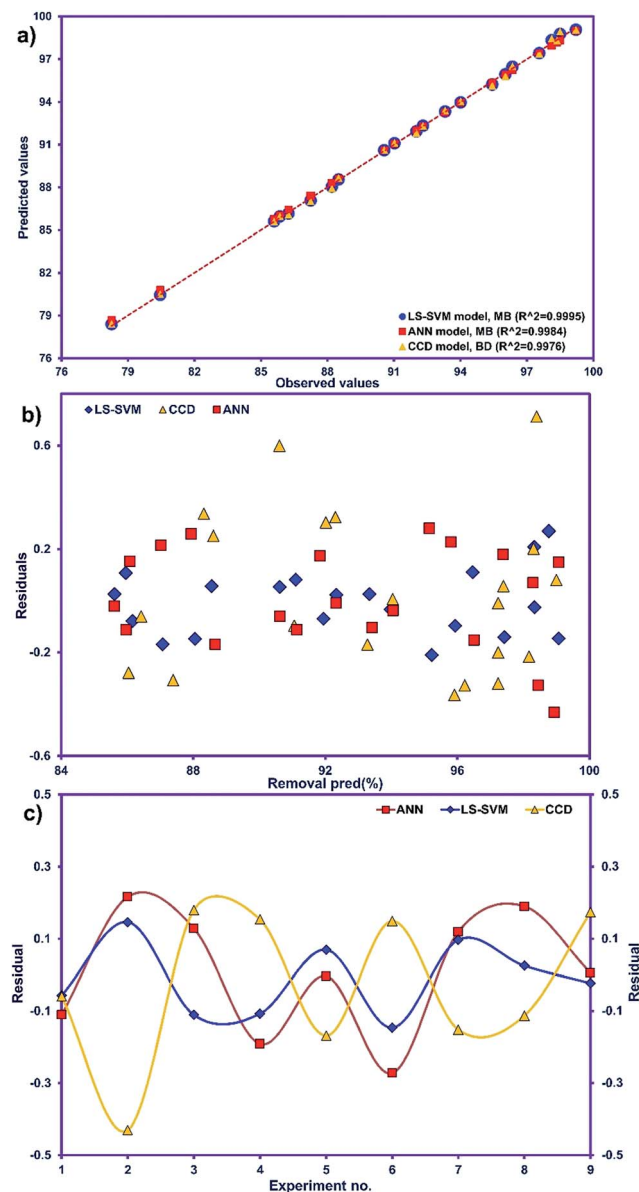 a)
100
97
94
91
88
85
82
79
76
Predicted values
LS-SVM model, MB (R^2=0.9995)
ANN model, MB (R^2=0.9984)
CCD model, BD (R^2=0.9976)
76 79 82 85 88 91 94 97 100
Observed values
b)
LS-SVM CCD ANN
0.6
0.2
-0.2
-0.6
Residuals
84 88 92 96 100
Removal pred(%)
c)
ANN LS-SVM CCD
0.5 0.5
0.3 0.3
0.1 0.1
-0.1 -0.1
-0.3 -0.3
-0.5 -0.5
Residual Residual
1 2 3 4 5 6 7 8 9
Experiment no.